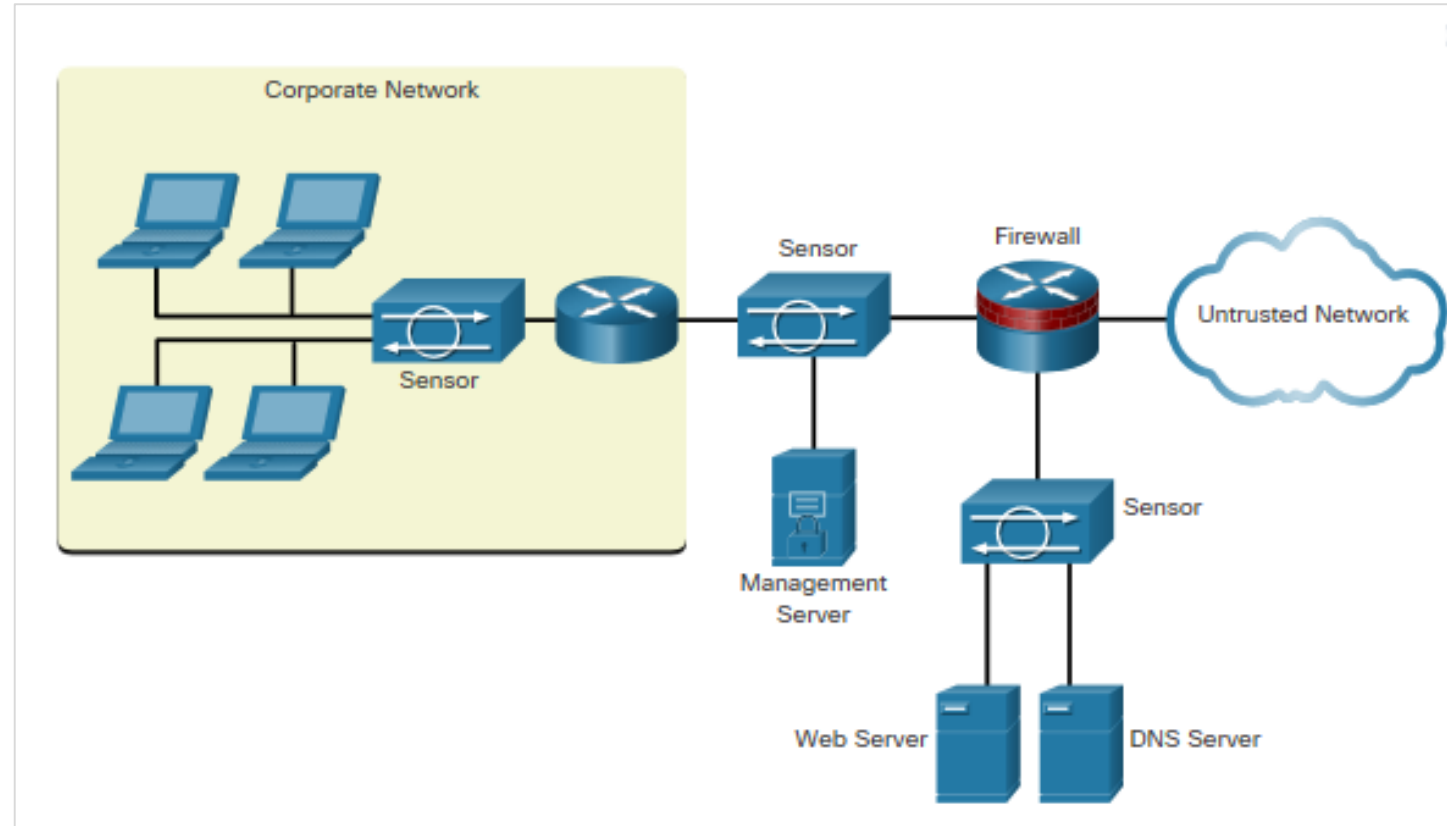 Corporate Network
Sensor
Firewall
Untrusted Network
Sensor
Sensor
Management
Server
Web Server
DNS Server